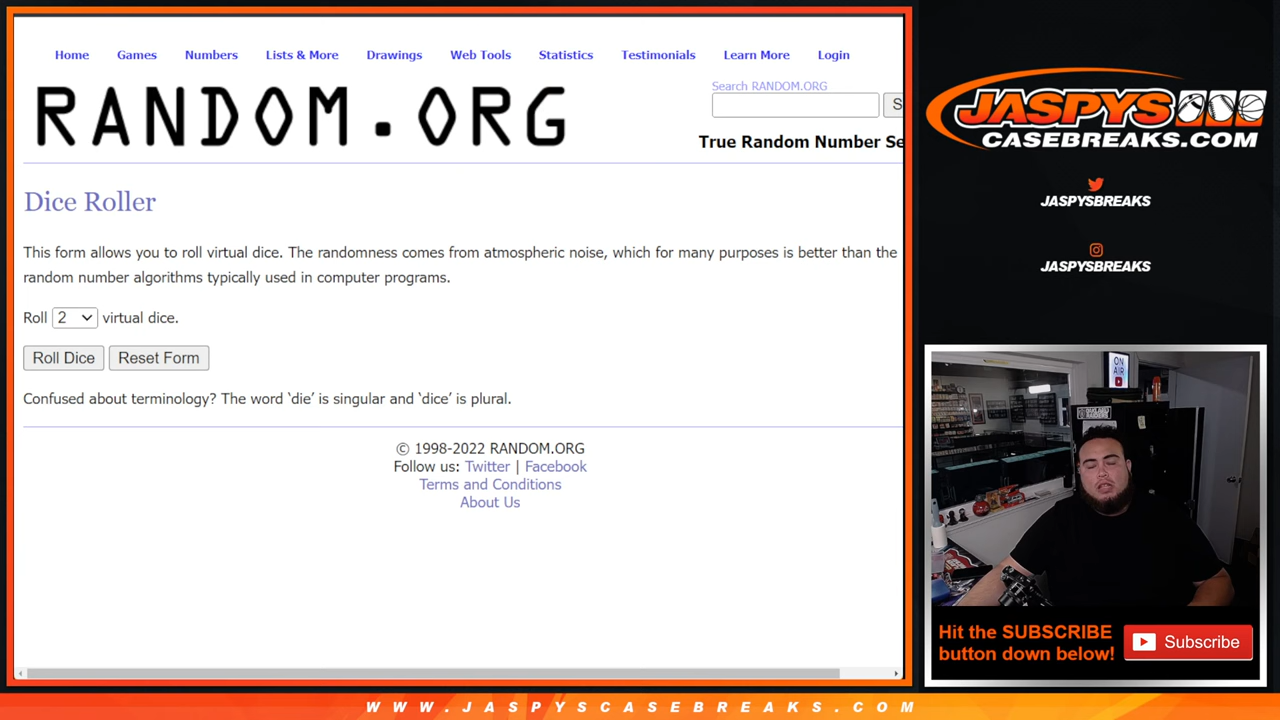 Home Games Numbers Lists & More Drawings Web Tools Statistics Testimonials Learn More Login
RANDOM.ORG
Search RANDOM.ORG
S
True Random Number Se
Dice Roller
This form allows you to roll virtual dice. The randomness comes from atmospheric noise, which for many purposes is better than the
random number algorithms typically used in computer programs.
Roll 2 virtual dice.
Roll Dice Reset Form
Confused about terminology? The word ‘die’ is singular and ‘dice’ is plural.
© 1998-2022 RANDOM.ORG
Follow us: Twitter | Facebook
Terms and Conditions
About Us
JASPYS
CASEBREAKS.COM
JASPYSBREAKS
JASPYSBREAKS
ON
AIR
Hit the SUBSCRIBE
button down below!
Subscribe
WWW.JASPYSCASEBREAKS.COM